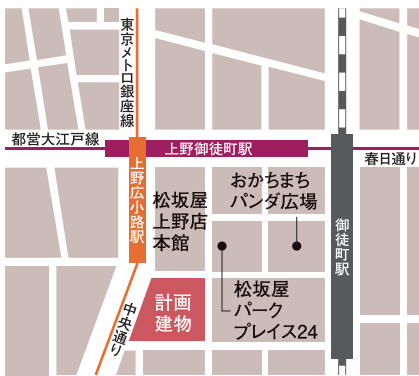 東京メトロ銀座線
都営大江戸線
上野御徒町駅
春日通り
上野広小路駅
松坂屋
上野店
本館
おかちまち
パンダ広場
御徒町駅
計画
建物
松坂屋
パーク
プレイス24
中央通り